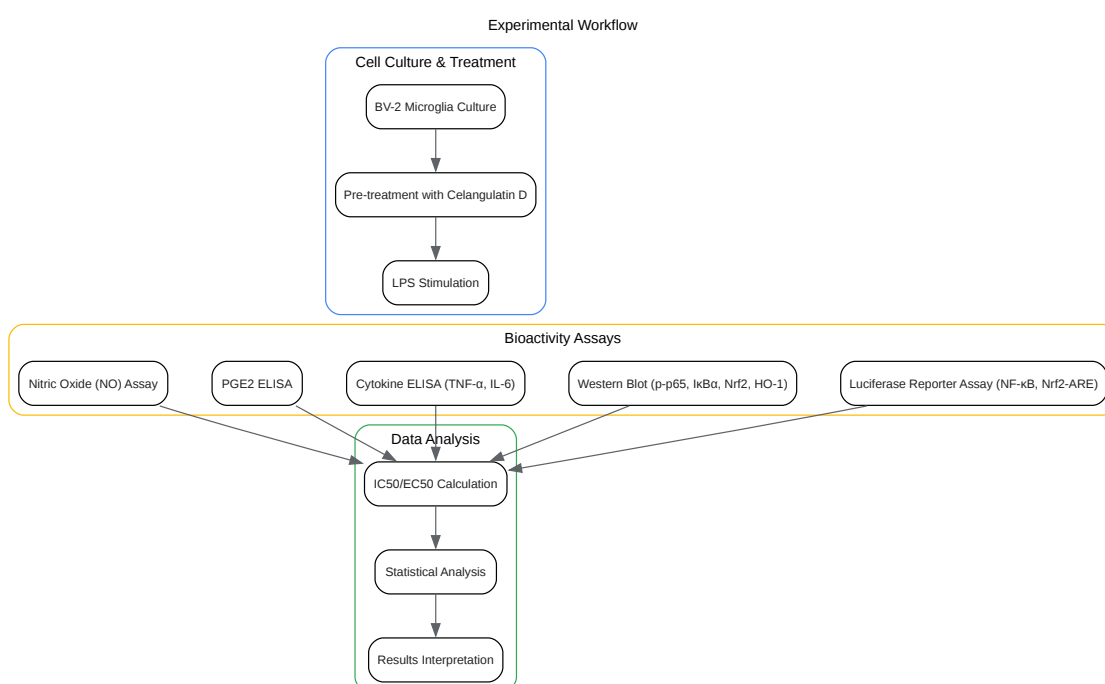 Experimental Workflow
Cell Culture & Treatment
BV-2 Microglia Culture
Pre-treatment with Celangulatin D
LPS Stimulation
Bioactivity Assays
Nitric Oxide (NO) Assay
PGE2 ELISA
Cytokine ELISA (TNF-α, IL-6)
Western Blot (p-p65, IκBα, Nrf2, HO-1)
Luciferase Reporter Assay (NF-κB, Nrf2-ARE)
Data Analysis
IC50/EC50 Calculation
Statistical Analysis
Results Interpretation